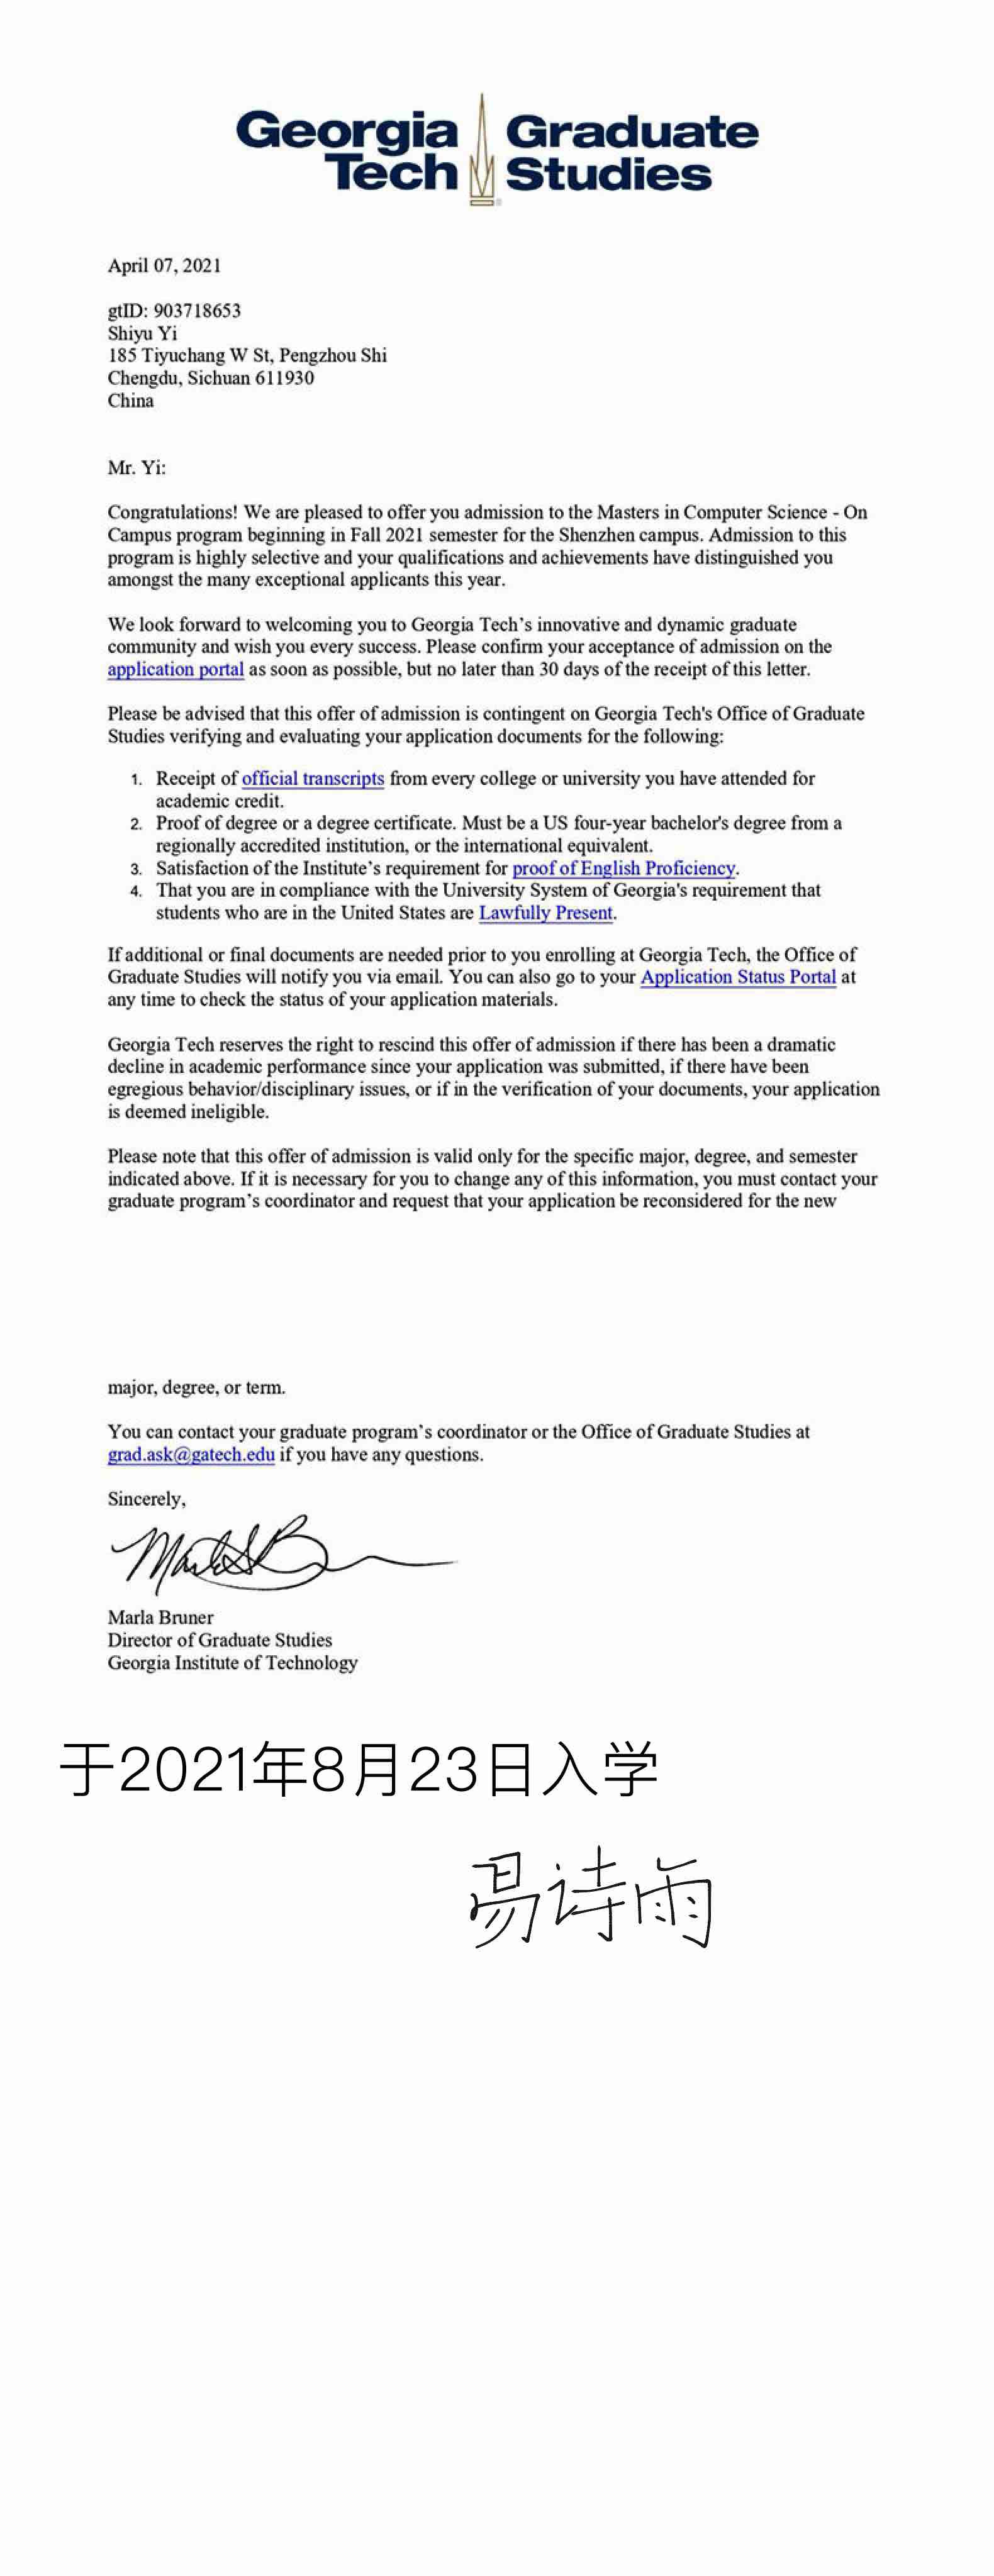 Georgia Tech Graduate Studies
April 07, 2021
gtID: 903718653
Shiyu Yi
185 Tiyuchang W St, Pengzhou Shi
Chengdu, Sichuan 611930
China
Mr. Yi:
Congratulations! We are pleased to offer you admission to the Masters in Computer Science - On
Campus program beginning in Fall 2021 semester for the Shenzhen campus. Admission to this
program is highly selective and your qualifications and achievements have distinguished you
amongst the many exceptional applicants this year.
We look forward to welcoming you to Georgia Tech's innovative and dynamic graduate
community and wish you every success. Please confirm your acceptance of admission on the
application portal as soon as possible, but no later than 30 days of the receipt of this letter.
Please be advised that this offer of admission is contingent on Georgia Tech's Office of Graduate
Studies verifying and evaluating your application documents for the following:
1. Receipt of official transcripts from every college or university you have attended for
academic credit.
2. Proof of degree or a degree certificate. Must be a US four-year bachelor's degree from a
regionally accredited institution, or the international equivalent.
3. Satisfaction of the Institute's requirement for proof of English Proficiency.
4. That you are in compliance with the University System of Georgia's requirement that
students who are in the United States are Lawfully Present.
If additional or final documents are needed prior to you enrolling at Georgia Tech, the Office of
Graduate Studies will notify you via email. You can also go to your Application Status Portal at
any time to check the status of your application materials.
Georgia Tech reserves the right to rescind this offer of admission if there has been a dramatic
decline in academic performance since your application was submitted, if there have been
egregious behavior/disciplinary issues, or if in the verification of your documents, your application
is deemed ineligible.
Please note that this offer of admission is valid only for the specific major, degree, and semester
indicated above. If it is necessary for you to change any of this information, you must contact your
graduate program's coordinator and request that your application be reconsidered for the new
major, degree, or term.
You can contact your graduate program's coordinator or the Office of Graduate Studies at
grad.ask@gatech.edu if you have any questions.
Sincerely,
Marla Bruner
Director of Graduate Studies
Georgia Institute of Technology
于2021年8月23日入学
易诗雨